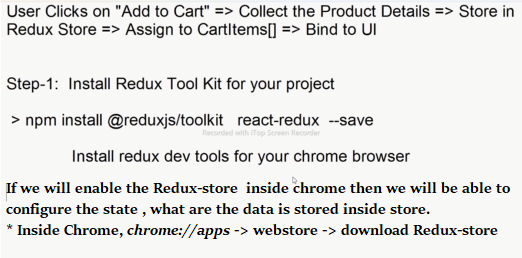 User Clicks on "Add to Cart" => Collect the Product Details => Store in
Redux Store => Assign to CartItems[] => Bind to UI
Step-1: Install Redux Tool Kit for your project
> npm install @reduxjs/toolkit react-redux --save
Recorded with iTop Screen Recorder
Install redux dev tools for your chrome browser
If we will enable the Redux-store inside chrome then we will be able to
configure the state , what are the data is stored inside store.
* Inside Chrome, chrome://apps -> webstore -> download Redux-store